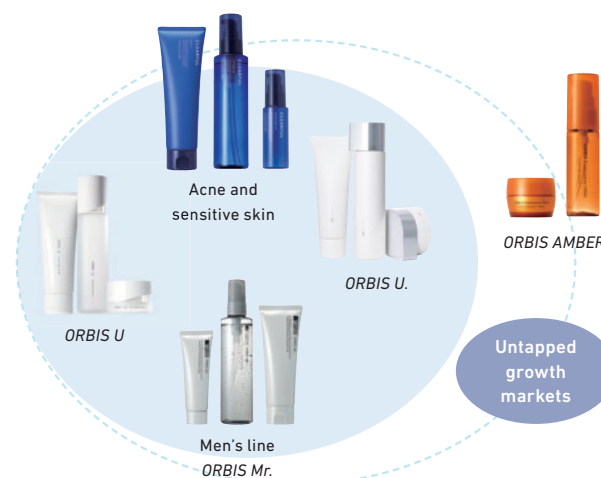 Acne and
sensitive skin
ORBIS AMBER
ORBIS U.
ORBIS U
Untapped
growth
markets
Men's line
ORBIS Mr.